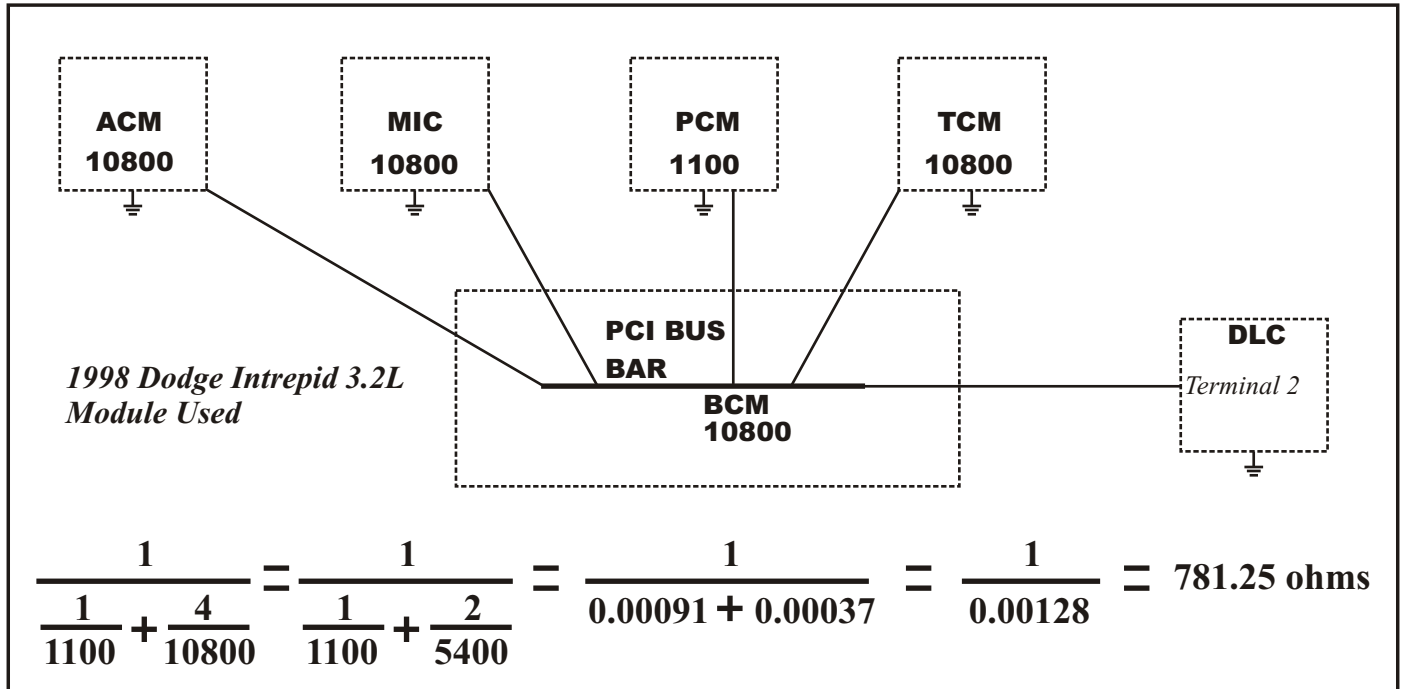 ACM
10800
MIC
10800
PCM
1100
TCM
10800
PCI BUS
BAR
BCM
10800
DLC
Terminal 2
1998 Dodge Intrepid 3.2L
Module Used
1 / (1/1100 + 4/10800) = 1 / (1/1100 + 2/5400) = 1 / (0.00091 + 0.00037) = 1 / 0.00128 = 781.25 ohms